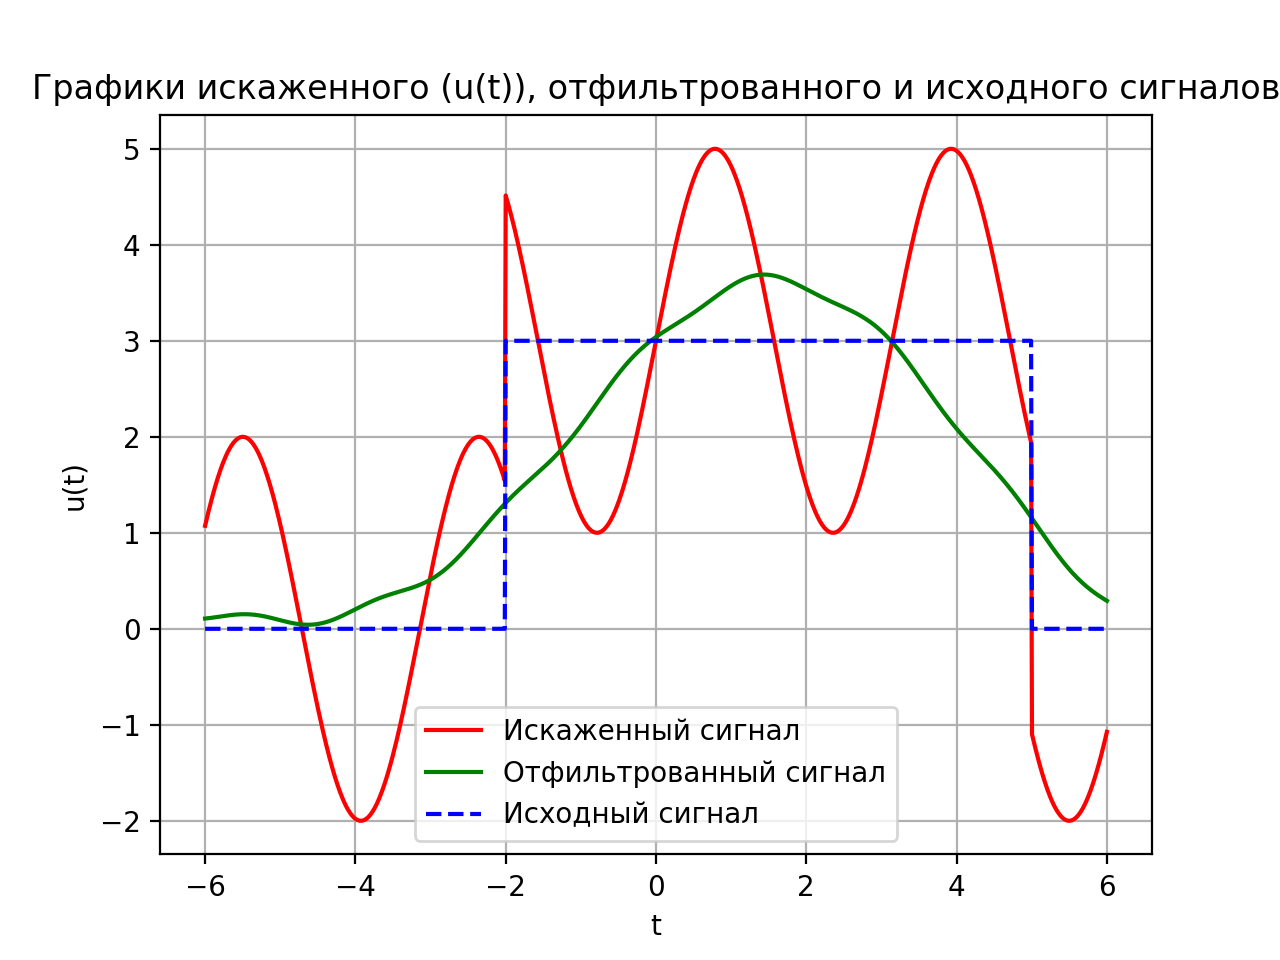 Графики искаженного (u(t)), отфильтрованного и исходного сигналов
5
4
3
2
1
0
−1
−2
u(t)
Искаженный сигнал
Отфильтрованный сигнал
Исходный сигнал
−6 −4 −2 0 2 4 6
t